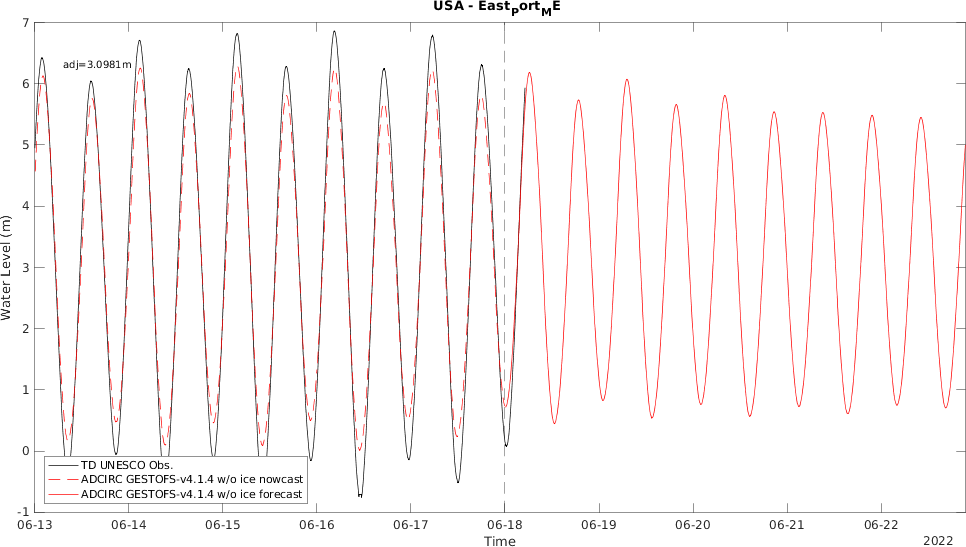 USA - EastPortME
adj=3.0981m
7
6
5
4
3
2
1
0
-1
Water Level (m)
TD UNESCO Obs.
ADCIRC GESTOFS-v4.1.4 w/o ice nowcast
ADCIRC GESTOFS-v4.1.4 w/o ice forecast
06-13 06-14 06-15 06-16 06-17 06-18 06-19 06-20 06-21 06-22
Time
2022